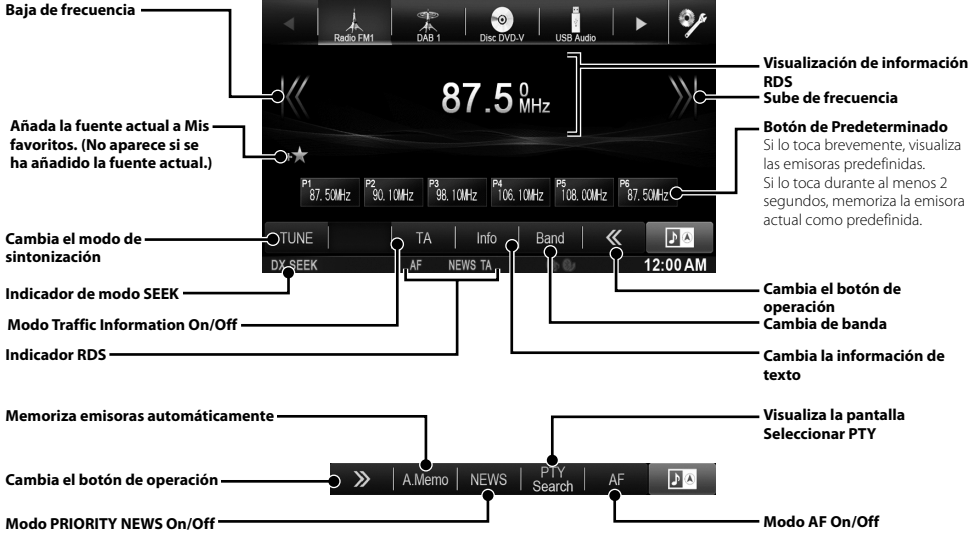 Baja de frecuencia
Radio FM1
DAB 1
Disc DVD-V
USB Audio
Visualización de información
RDS
Sube de frecuencia
87.5 0 MHz
Añada la fuente actual a Mis
favoritos. (No aparece si se
ha añadido la fuente actual.)
Botón de Predeterminado
Si lo toca brevemente, visualiza
las emisoras predefinidas.
Si lo toca durante al menos 2
segundos, memoriza la emisora
actual como predefinida.
P1 87.50MHz
P2 90.10MHz
P3 98.10MHz
P4 106.10MHz
P5 108.00MHz
P6 87.50MHz
Cambia el modo de
sintonización
TUNE
TA
Info
Band
DX SEEK
AF
NEWS TA
12:00 AM
Indicador de modo SEEK
Cambia el botón de
operación
Modo Traffic Information On/Off
Cambia de banda
Indicador RDS
Cambia la información de
texto
Memoriza emisoras automáticamente
Visualiza la pantalla
Seleccionar PTY
Cambia el botón de operación
A.Memo
NEWS
PTY
Search
AF
Modo PRIORITY NEWS On/Off
Modo AF On/Off